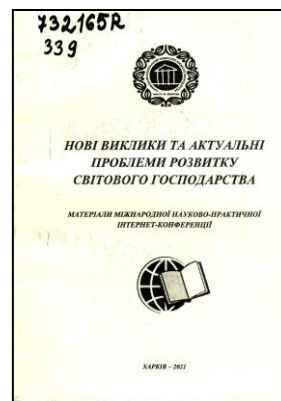 732165R
339
НОВІ ВИКЛИКИ ТА АКТУАЛЬНІ
ПРОБЛЕМИ РОЗВИТКУ
СВІТОВОГО ГОСПОДАРСТВА
МАТЕРІАЛИ МІЖНАРОДНОЇ НАУКОВО-ПРАКТИЧНОЇ
ІНТЕРНЕТ-КОНФЕРЕНЦІЇ
ХАРКІВ – 2021